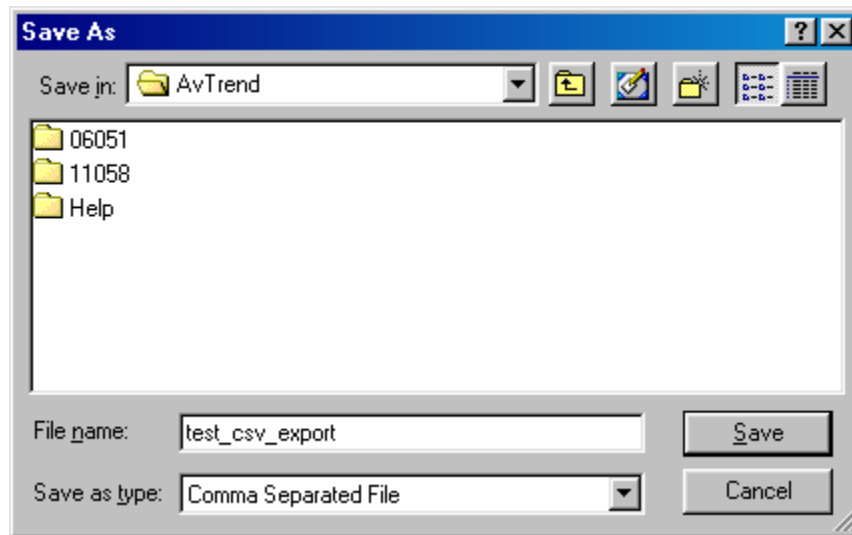 Save As
Save in: AvTrend
06051
11058
Help
File name: test_csv_export Save
Save as type: Comma Separated File Cancel